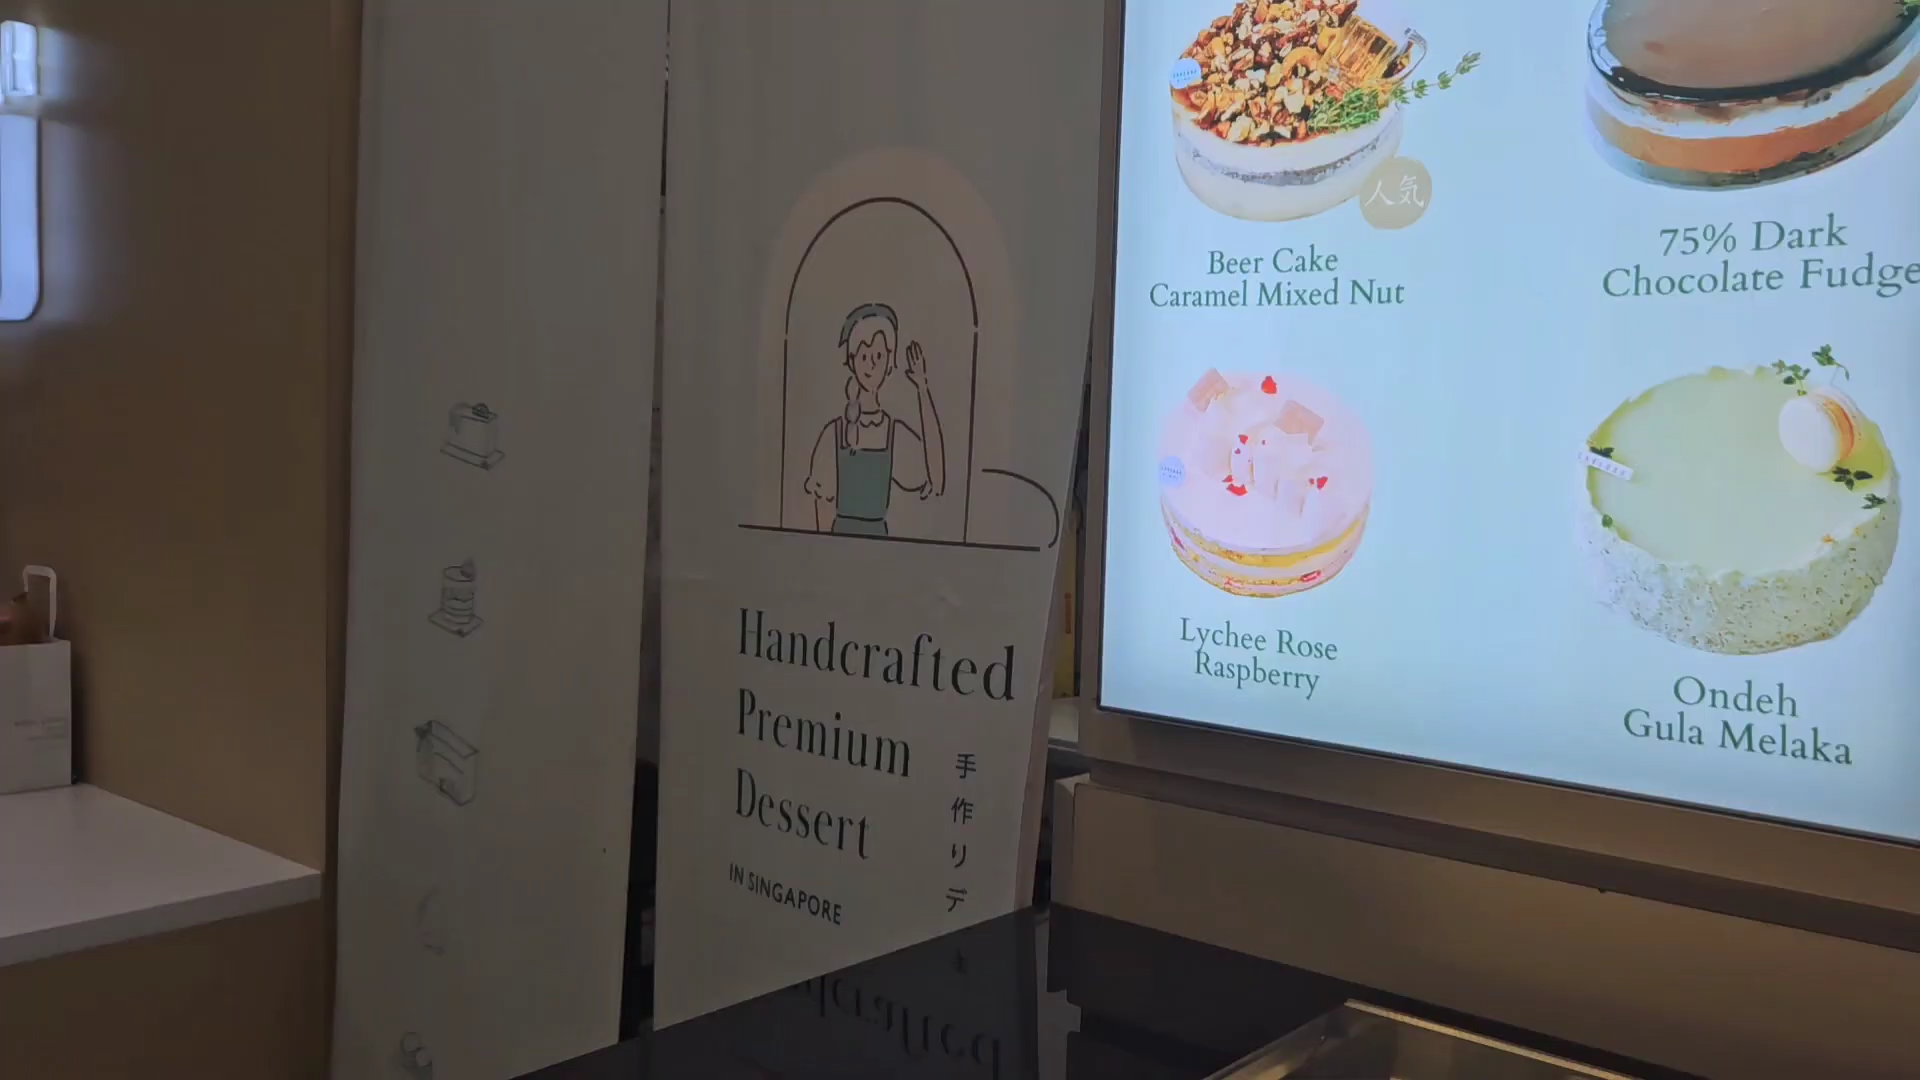 Handcrafted
Premium
Dessert
IN SINGAPORE
手作りデ
人気
Beer Cake
Caramel Mixed Nut
75% Dark
Chocolate Fudge
Lychee Rose
Raspberry
Ondeh
Gula Melaka